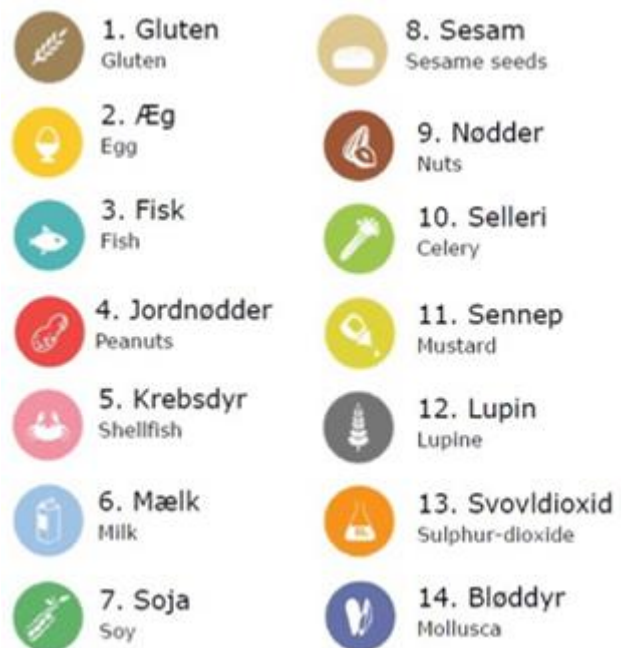 1. Gluten
Gluten
2. Æg
Egg
3. Fisk
Fish
4. Jordnødder
Peanuts
5. Krebsdyr
Shellfish
6. Mælk
Milk
7. Soja
Soy
8. Sesam
Sesame seeds
9. Nødder
Nuts
10. Selleri
Celery
11. Sennep
Mustard
12. Lupin
Lupine
13. Svovldioxid
Sulphur-dioxide
14. Bløddyr
Mollusca